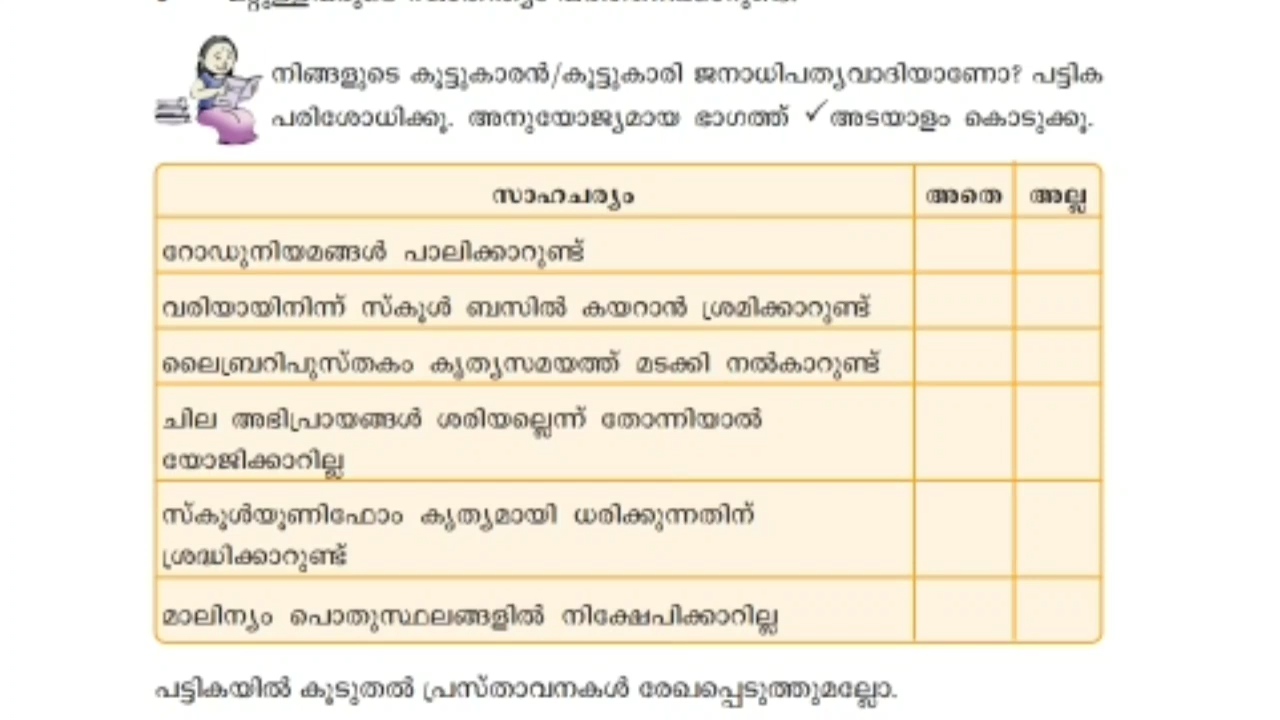 നിങ്ങളുടെ കൂട്ടുകാരൻ/കൂട്ടുകാരി ജനാധിപത്യവാദിയാണോ? പട്ടിക
പരിശോധിക്കൂ. അനുയോജ്യമായ ഭാഗത്ത് ✓ അടയാളം കൊടുക്കൂ.
സാഹചര്യം അതെ അല്ല
റോഡുനിയമങ്ങൾ പാലിക്കാറുണ്ട്
വരിയായിനിന്ന് സ്കൂൾ ബസിൽ കയറാൻ ശ്രമിക്കാറുണ്ട്
ലൈബ്രറിപുസ്തകം കൃത്യസമയത്ത് മടക്കി നൽകാറുണ്ട്
ചില അഭിപ്രായങ്ങൾ ശരിയല്ലെന്ന് തോന്നിയാൽ
യോജിക്കാറില്ല
സ്കൂൾയൂണിഫോം കൃത്യമായി ധരിക്കുന്നതിന്
ശ്രദ്ധിക്കാറുണ്ട്
മാലിന്യം പൊതുസ്ഥലങ്ങളിൽ നിക്ഷേപിക്കാറില്ല
പട്ടികയിൽ കൂടുതൽ പ്രസ്താവനകൾ രേഖപ്പെടുത്തുമല്ലോ.